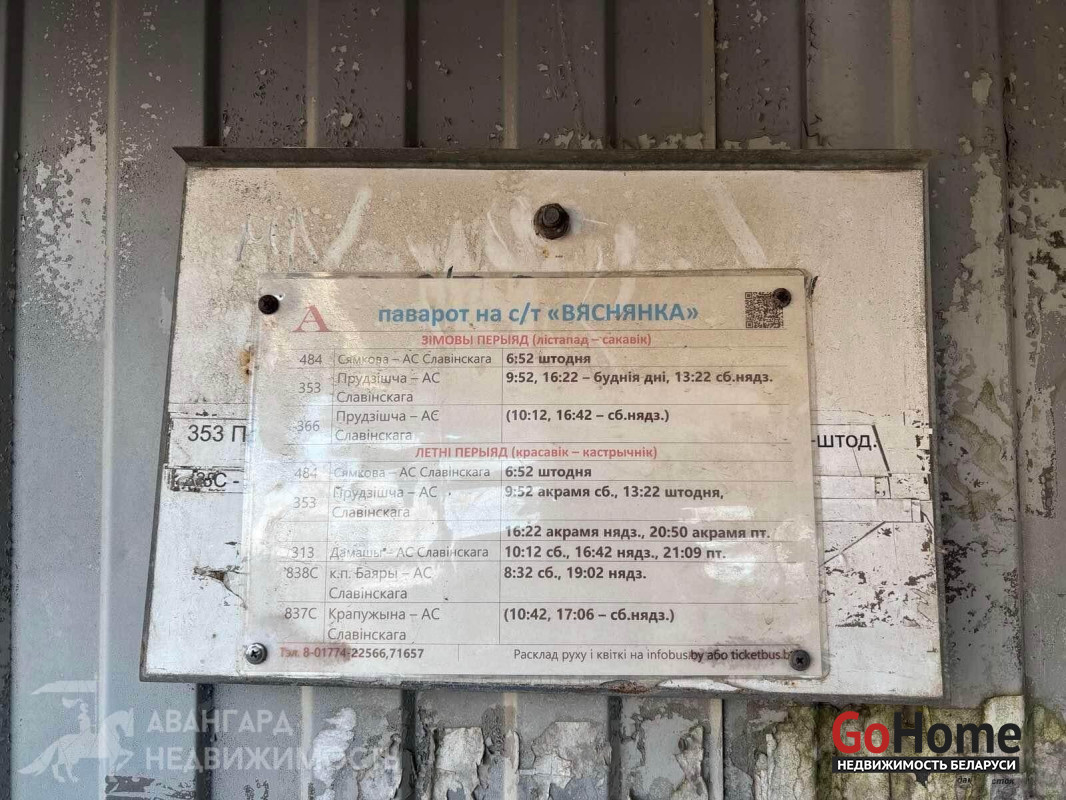 А
паварот на с/т «ВЯСНЯНКА»
ЗІМОВЫ ПЕРЫЯД (лістапад – сакавік)
484 Сямкова – АС Славінскага 6:52 штодня
353 Прудзішча – АС Славінскага 9:52, 16:22 – буднія дні, 13:22 сб.нядз.
366 Прудзішча – АС Славінскага (10:12, 16:42 – сб.нядз.)
ЛЕТНІ ПЕРЫЯД (красавік – кастрычнік)
484 Сямкова – АС Славінскага 6:52 штодня
353 Прудзішча – АС Славінскага 9:52 акрамя сб., 13:22 штодня,
16:22 акрамя нядз., 20:50 акрамя пт.
313 Дамашы - АС Славінскага 10:12 сб., 16:42 нядз., 21:09 пт.
838С к.п. Баяры – АС Славінскага 8:32 сб., 19:02 нядз.
837С Крапужына – АС Славінскага (10:42, 17:06 – сб.нядз.)
Тэл. 8-01774-22566,71657 Расклад руху і квіткі на infobus.by або ticketbus.b
353 П
-штод.
АВАНГАРД
НЕДВИЖИМОСТЬ
GoHome
НЕДВИЖИМОСТЬ БЕЛАРУСИ